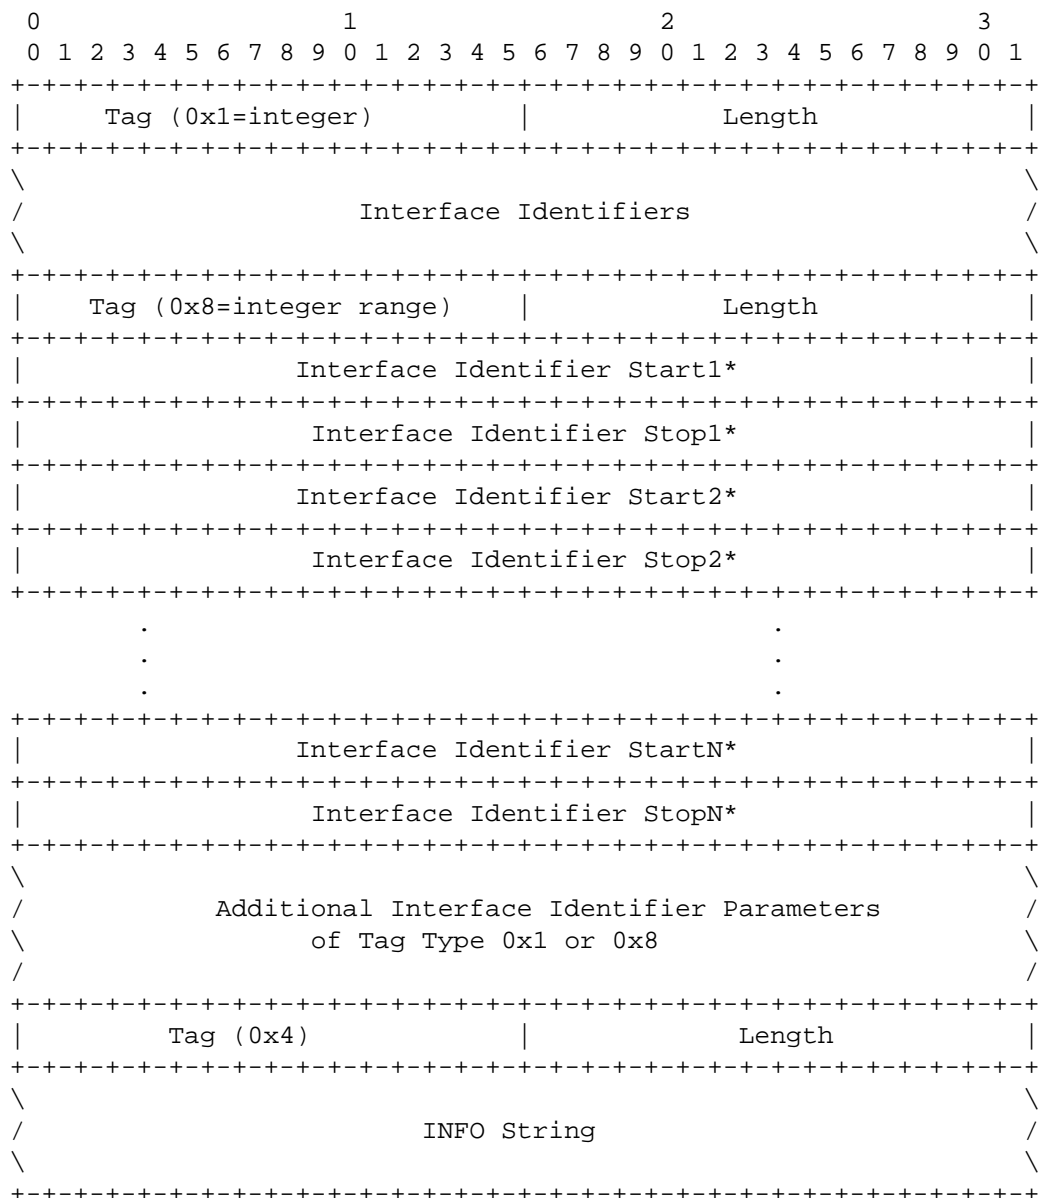 0                   1                   2                   3
 0 1 2 3 4 5 6 7 8 9 0 1 2 3 4 5 6 7 8 9 0 1 2 3 4 5 6 7 8 9 0 1
+-+-+-+-+-+-+-+-+-+-+-+-+-+-+-+-+-+-+-+-+-+-+-+-+-+-+-+-+-+-+-+-+
|     Tag (0x1=integer)         |            Length             |
+-+-+-+-+-+-+-+-+-+-+-+-+-+-+-+-+-+-+-+-+-+-+-+-+-+-+-+-+-+-+-+-+
\                                                               \
/                     Interface Identifiers                     /
\                                                               \
+-+-+-+-+-+-+-+-+-+-+-+-+-+-+-+-+-+-+-+-+-+-+-+-+-+-+-+-+-+-+-+-+
|    Tag (0x8=integer range)    |            Length             |
+-+-+-+-+-+-+-+-+-+-+-+-+-+-+-+-+-+-+-+-+-+-+-+-+-+-+-+-+-+-+-+-+
|                 Interface Identifier Start1*                  |
+-+-+-+-+-+-+-+-+-+-+-+-+-+-+-+-+-+-+-+-+-+-+-+-+-+-+-+-+-+-+-+-+
|                  Interface Identifier Stop1*                  |
+-+-+-+-+-+-+-+-+-+-+-+-+-+-+-+-+-+-+-+-+-+-+-+-+-+-+-+-+-+-+-+-+
|                 Interface Identifier Start2*                  |
+-+-+-+-+-+-+-+-+-+-+-+-+-+-+-+-+-+-+-+-+-+-+-+-+-+-+-+-+-+-+-+-+
|                  Interface Identifier Stop2*                  |
+-+-+-+-+-+-+-+-+-+-+-+-+-+-+-+-+-+-+-+-+-+-+-+-+-+-+-+-+-+-+-+-+
        .                                       .
        .                                       .
        .                                       .
+-+-+-+-+-+-+-+-+-+-+-+-+-+-+-+-+-+-+-+-+-+-+-+-+-+-+-+-+-+-+-+-+
|                 Interface Identifier StartN*                  |
+-+-+-+-+-+-+-+-+-+-+-+-+-+-+-+-+-+-+-+-+-+-+-+-+-+-+-+-+-+-+-+-+
|                  Interface Identifier StopN*                  |
+-+-+-+-+-+-+-+-+-+-+-+-+-+-+-+-+-+-+-+-+-+-+-+-+-+-+-+-+-+-+-+-+
\                                                               \
/            Additional Interface Identifier Parameters         /
\                  of Tag Type 0x1 or 0x8                       \
/                                                               /
+-+-+-+-+-+-+-+-+-+-+-+-+-+-+-+-+-+-+-+-+-+-+-+-+-+-+-+-+-+-+-+-+
|         Tag (0x4)             |             Length            |
+-+-+-+-+-+-+-+-+-+-+-+-+-+-+-+-+-+-+-+-+-+-+-+-+-+-+-+-+-+-+-+-+
\                                                               \
/                         INFO String                           /
\                                                               \
+-+-+-+-+-+-+-+-+-+-+-+-+-+-+-+-+-+-+-+-+-+-+-+-+-+-+-+-+-+-+-+-+